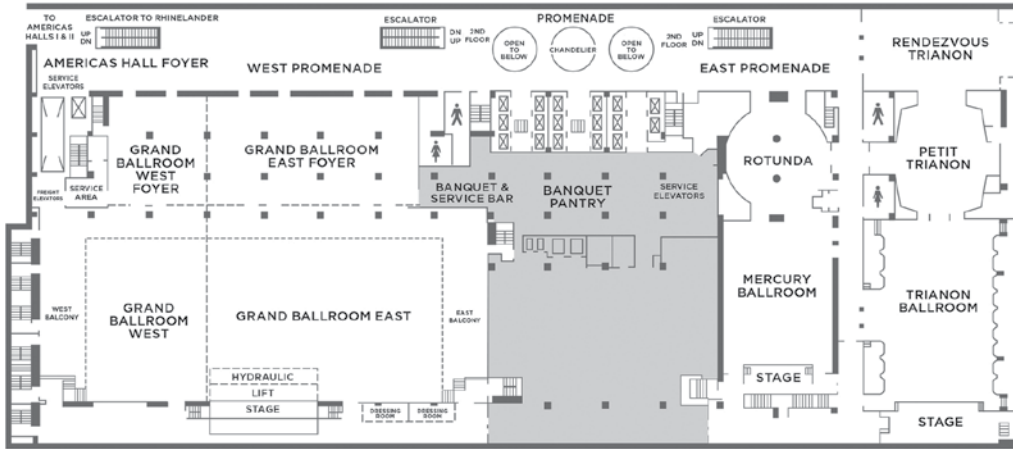 TO
AMERICAS
HALLS I & II
ESCALATOR TO RHINELANDER
UP
DN
ESCALATOR
DN
UP
2ND
FLOOR
PROMENADE
OPEN
TO
BELOW
CHANDELIER
OPEN
TO
BELOW
ESCALATOR
2ND
FLOOR
UP
DN
RENDEZVOUS
TRIANON
AMERICAS HALL FOYER
WEST PROMENADE
EAST PROMENADE
SERVICE
ELEVATORS
GRAND
BALLROOM
WEST
FOYER
GRAND BALLROOM
EAST FOYER
ROTUNDA
PETIT
TRIANON
FREIGHT
ELEVATORS
SERVICE
AREA
BANQUET &
SERVICE BAR
BANQUET
PANTRY
SERVICE
ELEVATORS
WEST
BALCONY
GRAND
BALLROOM
WEST
GRAND BALLROOM EAST
EAST
BALCONY
MERCURY
BALLROOM
TRIANON
BALLROOM
HYDRAULIC
LIFT
STAGE
DRESSING
ROOM
DRESSING
ROOM
STAGE
STAGE